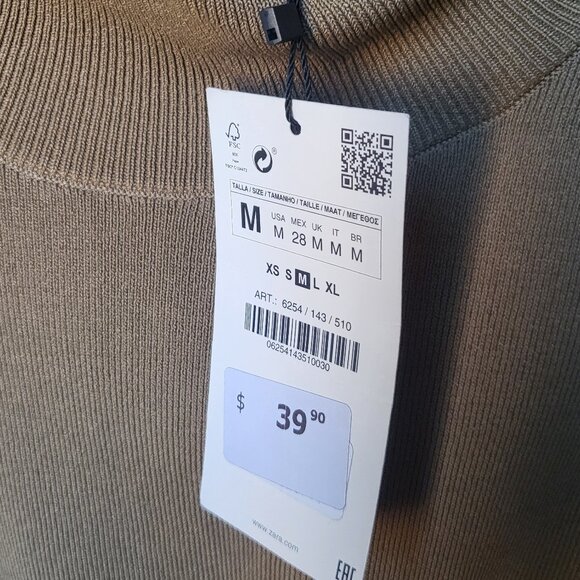 FSC
TALLA / SIZE / TAMANHO / TAILLE / MAAT / ΜΕΓΕΘΟΣ
M USA MEX UK IT BR
M 28 M M M
XS S M L XL
ART.: 6254 / 143 / 510
06254143510030
$ 39 90
www.zara.com
EAC